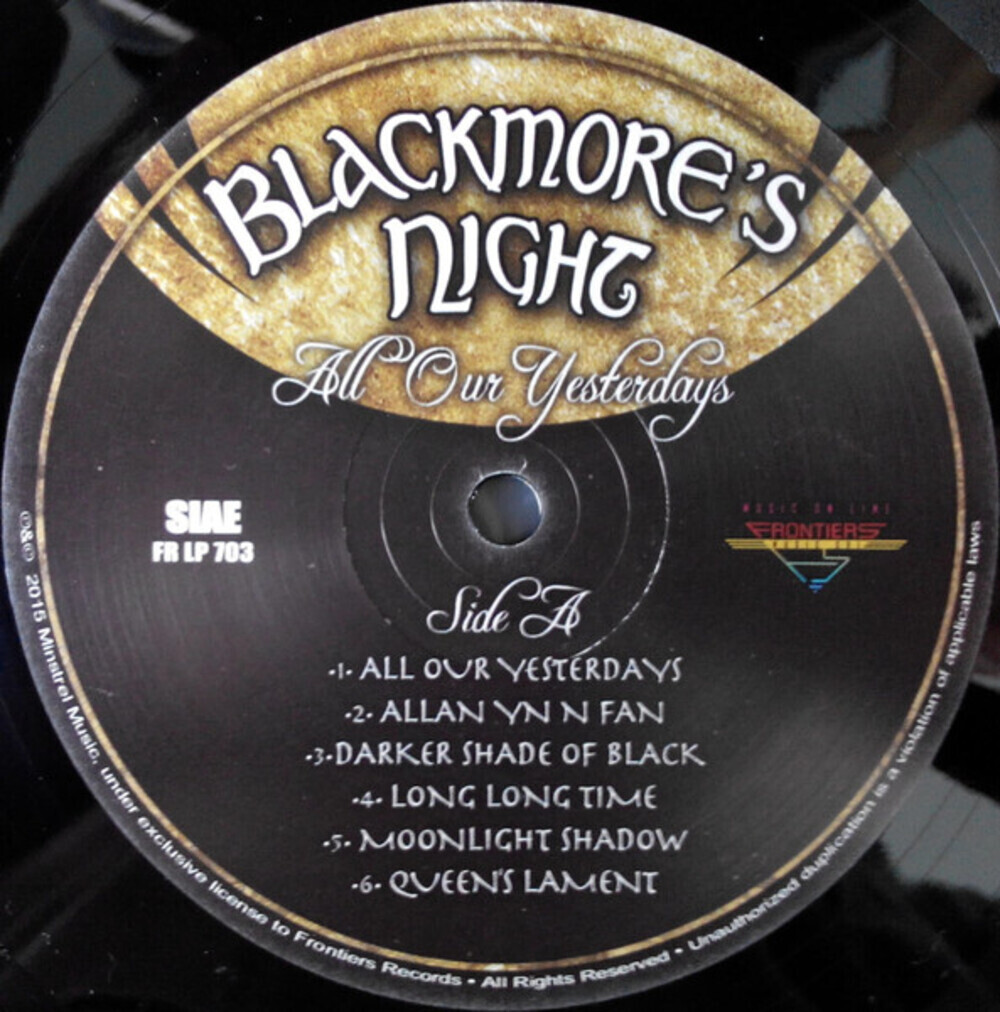 BLACKMORE'S
NIGHT
All Our Yesterdays
SIAE
FR LP 703
MUSIC ON LINE
FRONTIERS
Side A
·1· ALL OUR YESTERDAYS
·2· ALLAN YN N FAN
·3·DARKER SHADE OF BLACK
·4· LONG LONG TIME
·5· MOONLIGHT SHADOW
·6· QUEEN'S LAMENT
℗&© 2015 Minstrel Music, under exclusive license to Frontiers Records • All Rights Reserved • Unauthorized duplication is a violation of applicable laws